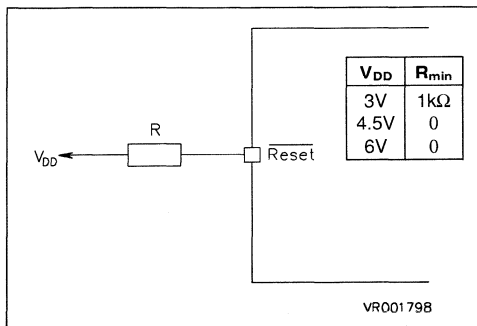 V_DD R_min
3V 1kΩ
4.5V 0
6V 0
R
V_DD
Reset
VR001798